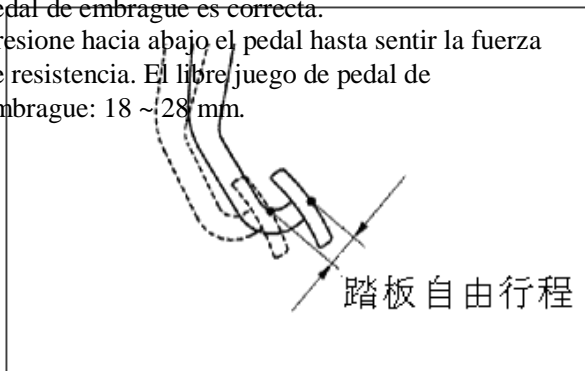 edal de embrague es correcta.
resione hacia abajo el pedal hasta sentir la fuerza
e resistencia. El libre juego de pedal de
mbrague: 18 ~ 28 mm.
踏板自由行程